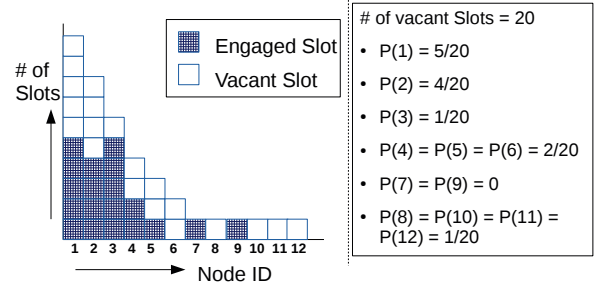 Engaged Slot
Vacant Slot
# of
Slots
1 2 3 4 5 6 7 8 9 10 11 12
Node ID
# of vacant Slots = 20
• P(1) = 5/20
• P(2) = 4/20
• P(3) = 1/20
• P(4) = P(5) = P(6) = 2/20
• P(7) = P(9) = 0
• P(8) = P(10) = P(11) =
P(12) = 1/20